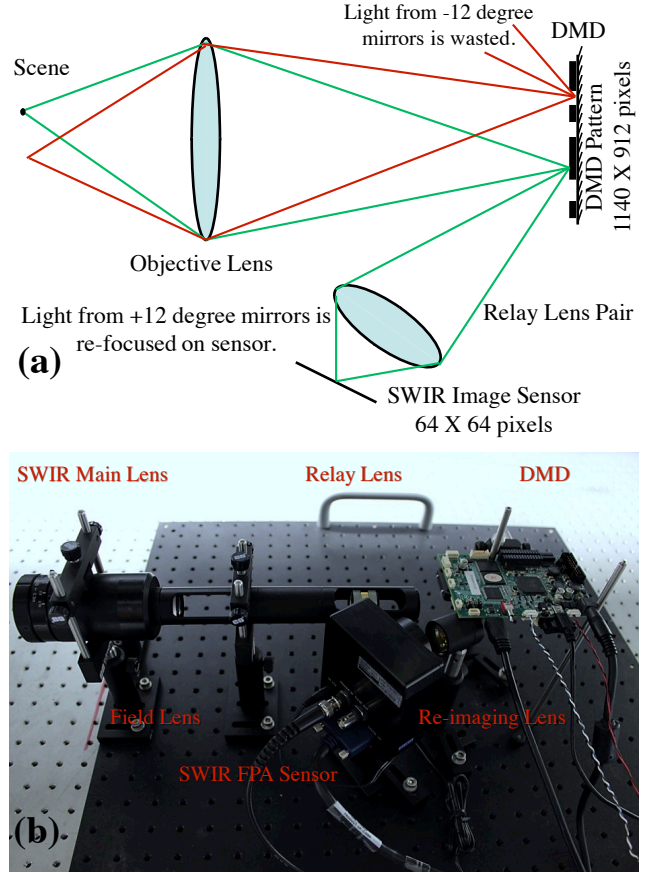 Light from -12 degree
mirrors is wasted.
DMD
Scene
DMD Pattern
1140 X 912 pixels
Objective Lens
Light from +12 degree mirrors is
re-focused on sensor.
Relay Lens Pair
(a)
SWIR Image Sensor
64 X 64 pixels
SWIR Main Lens
Relay Lens
DMD
Field Lens
Re-imaging Lens
SWIR FPA Sensor
(b)